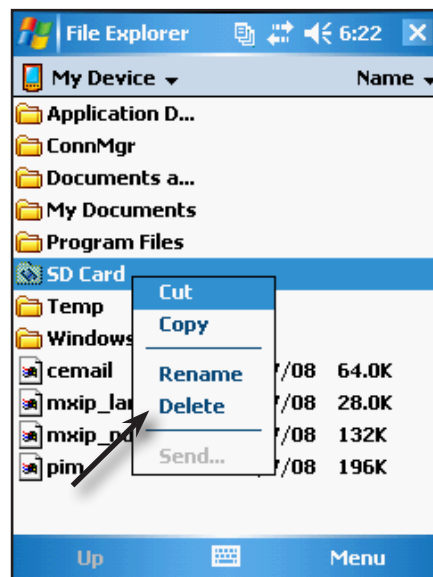 File Explorer 6:22
My Device Name
Application D...
ConnMgr
Documents a...
My Documents
Program Files
SD Card
Cut
Temp
Copy
Windows
cemail Rename /08 64.0K
Delete /08 28.0K
/08 132K
pim Send... /08 196K
Up Menu